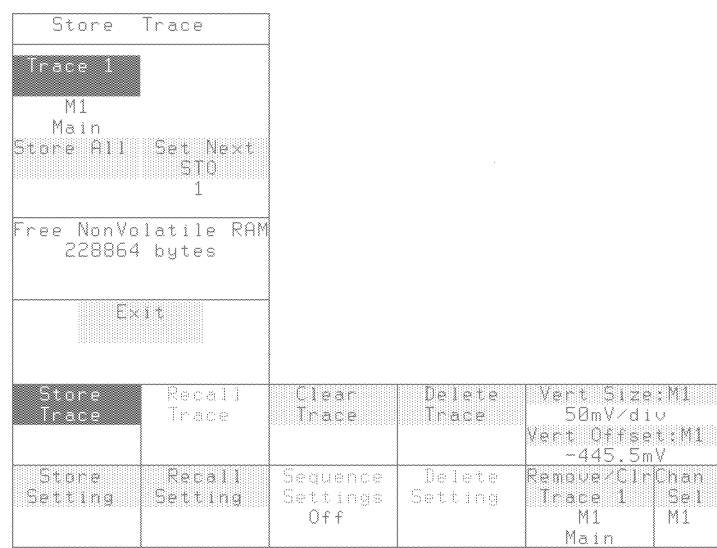 Store Trace
Trace 1
M1
Main
Store All
Set Next
STO
1
Free NonVolatile RAM
228864 bytes
Exit
Store
Trace
Recall
Trace
Clear
Trace
Delete
Trace
Vert Size:M1
50mV/div
Vert Offset:M1
-445.5mV
Store
Setting
Recall
Setting
Sequence
Settings
Off
Delete
Setting
Remove/Clr
Trace 1
M1
Main
Chan
Sel
M1